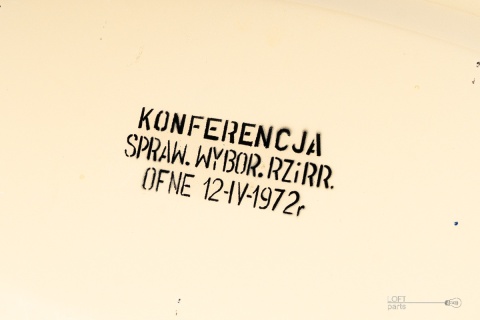 KONFERENCJA
SPRAW. WYBOR. RZiRR.
OFNE 12-IV-1972r
LOFT
parts